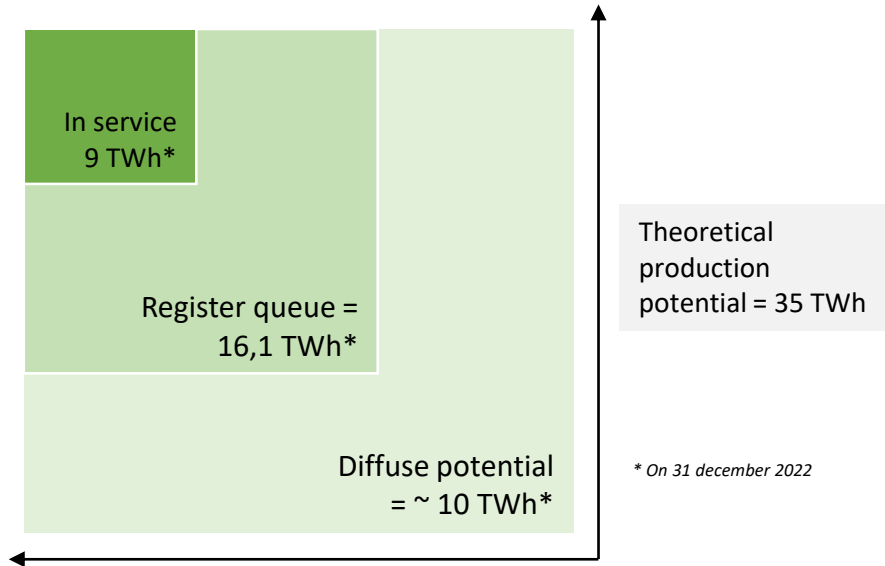 In service
9 TWh*
Register queue =
16,1 TWh*
Diffuse potential
= ~ 10 TWh*
Theoretical
production
potential = 35 TWh
* On 31 december 2022